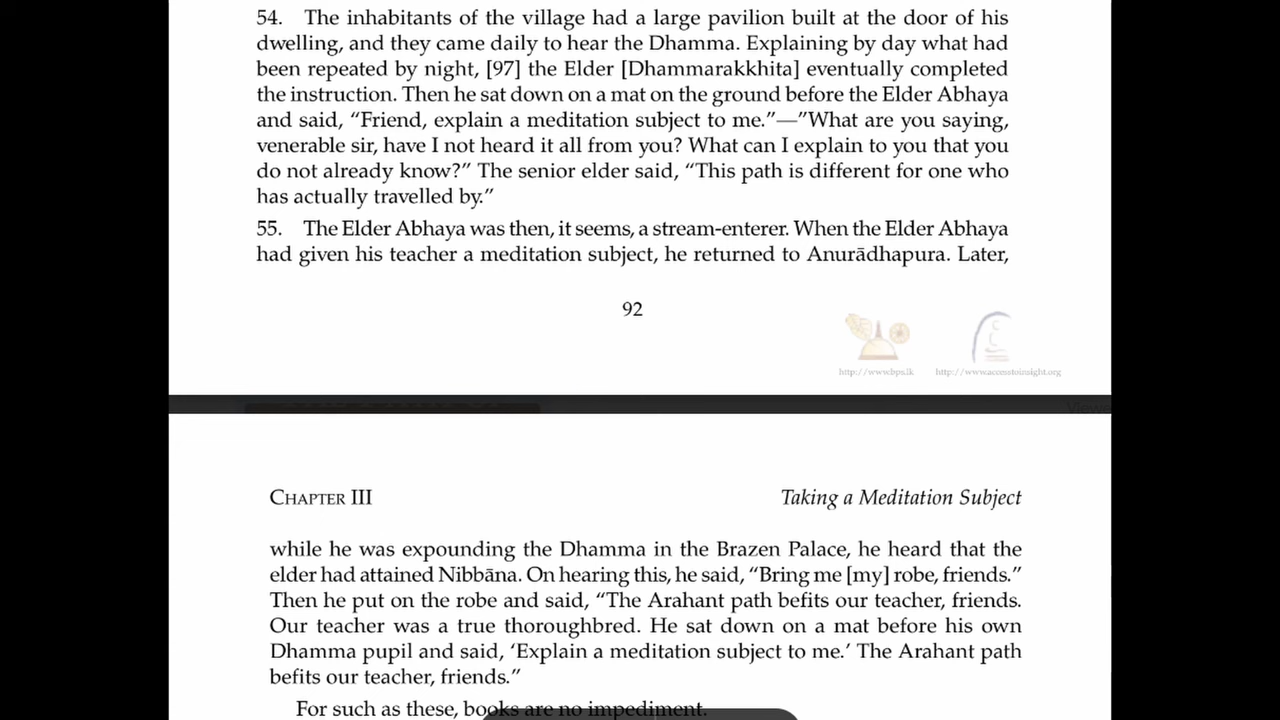 54. The inhabitants of the village had a large pavilion built at the door of his
dwelling, and they came daily to hear the Dhamma. Explaining by day what had
been repeated by night, [97] the Elder [Dhammarakkhita] eventually completed
the instruction. Then he sat down on a mat on the ground before the Elder Abhaya
and said, “Friend, explain a meditation subject to me.”—”What are you saying,
venerable sir, have I not heard it all from you? What can I explain to you that you
do not already know?” The senior elder said, “This path is different for one who
has actually travelled by.”
55. The Elder Abhaya was then, it seems, a stream-enterer. When the Elder Abhaya
had given his teacher a meditation subject, he returned to Anurādhapura. Later,
92
http://www.bps.lk http://www.accesstoinsight.org
CHAPTER III Taking a Meditation Subject
while he was expounding the Dhamma in the Brazen Palace, he heard that the
elder had attained Nibbāna. On hearing this, he said, “Bring me [my] robe, friends.”
Then he put on the robe and said, “The Arahant path befits our teacher, friends.
Our teacher was a true thoroughbred. He sat down on a mat before his own
Dhamma pupil and said, ‘Explain a meditation subject to me.’ The Arahant path
befits our teacher, friends.”
For such as these, books are no impediment.